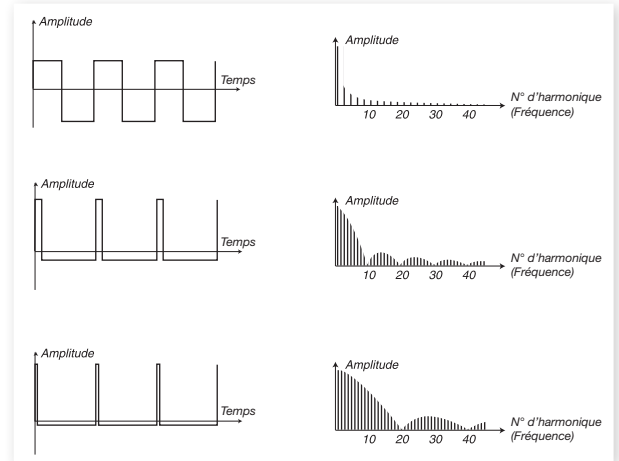 Amplitude
Temps
Amplitude
10 20 30 40
N° d'harmonique
(Fréquence)
Amplitude
Temps
Amplitude
10 20 30 40
N° d'harmonique
(Fréquence)
Amplitude
Temps
Amplitude
10 20 30 40
N° d'harmonique
(Fréquence)